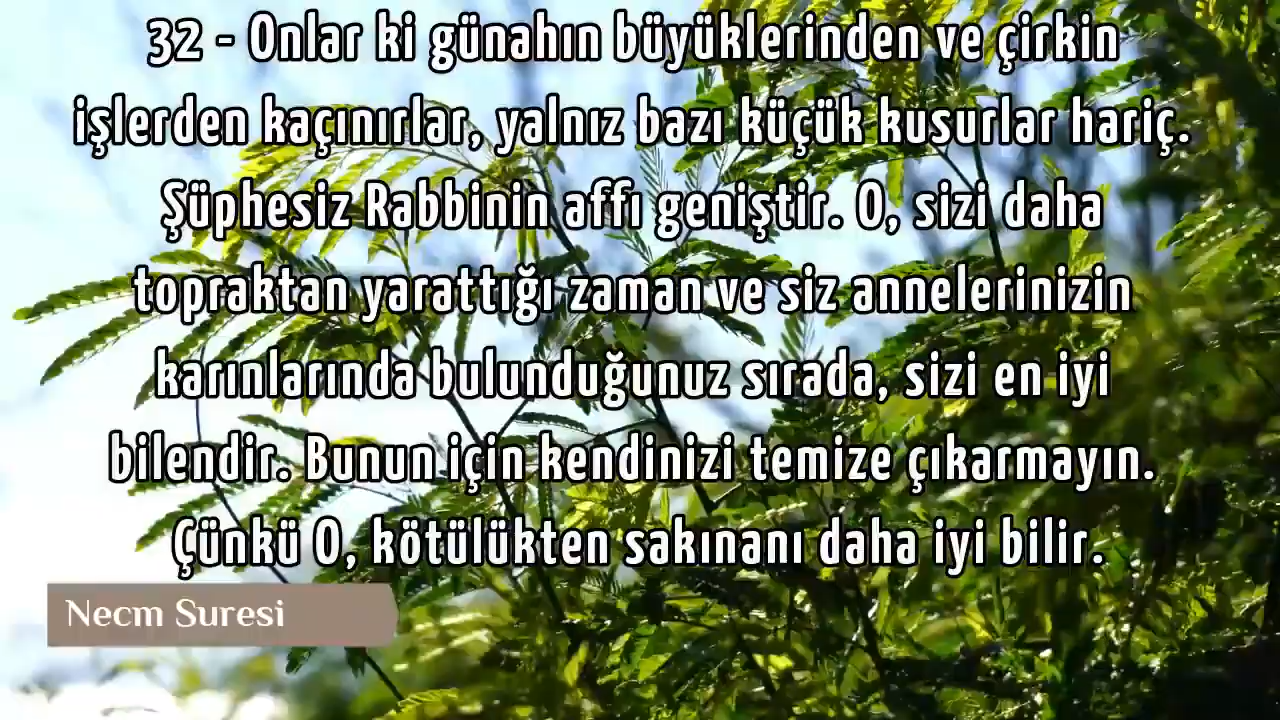 32 - Onlar ki günahın büyüklerinden ve çirkin
işlerden kaçınırlar, yalnız bazı küçük kusurlar hariç.
Şüphesiz Rabbinin affı geniştir. O, sizi daha
topraktan yarattığı zaman ve siz annelerinizin
karınlarında bulunduğunuz sırada, sizi en iyi
bilendir. Bunun için kendinizi temize çıkarmayın.
Çünkü O, kötülükten sakınanı daha iyi bilir.
Necm Suresi